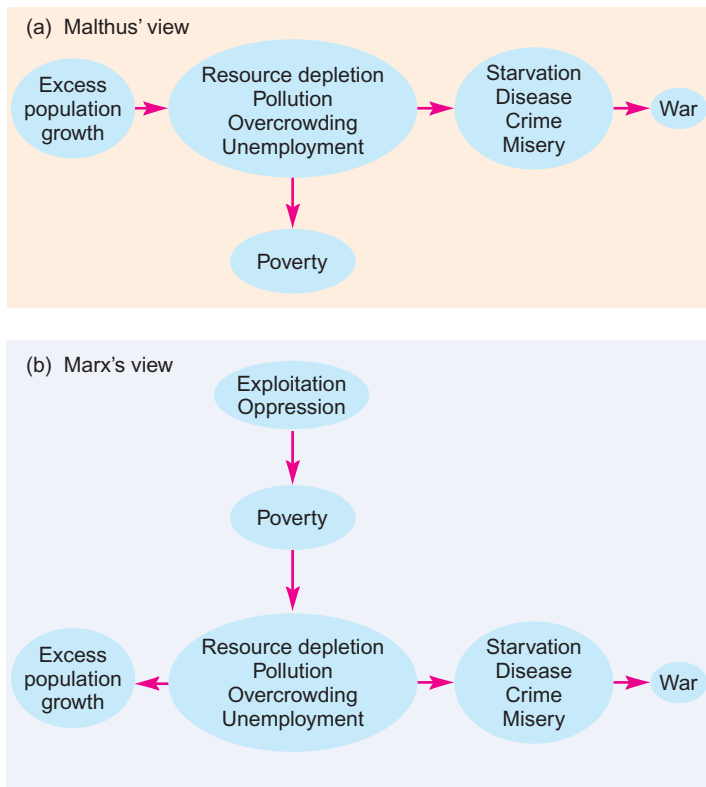 (a) Malthus' view
Excess
population
growth
Resource depletion
Pollution
Overcrowding
Unemployment
Starvation
Disease
Crime
Misery
War
Poverty
(b) Marx's view
Exploitation
Oppression
Poverty
Excess
population
growth
Resource depletion
Pollution
Overcrowding
Unemployment
Starvation
Disease
Crime
Misery
War